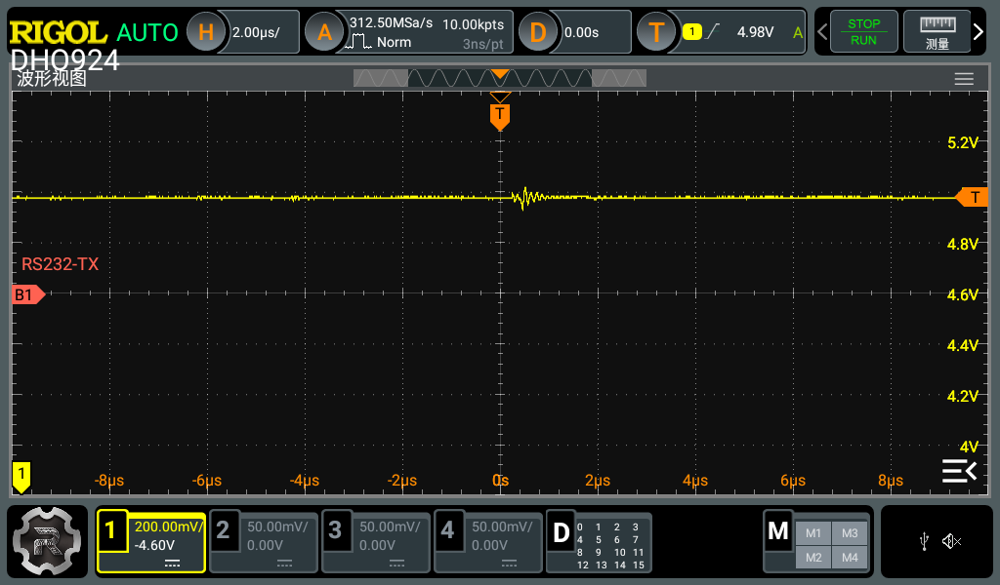 RIGOL AUTO H 2.00μs/ A 312.50MSa/s 10.00kpts D 0.00s T 1 4.98V A STOP
Norm 3ns/pt RUN 测量
DHO924
波形视图
T
5.2V
T
4.8V
RS232-TX
B1 4.6V
4.4V
4.2V
4V
1 -8μs -6μs -4μs -2μs 0s 2μs 4μs 6μs 8μs
1 200.00mV/ 2 50.00mV/ 3 50.00mV/ 4 50.00mV/ D 0 1 2 3 M M1 M3
-4.60V 0.00V 0.00V 0.00V 4 5 6 7
8 9 10 11 M2 M4
12 13 14 15
R